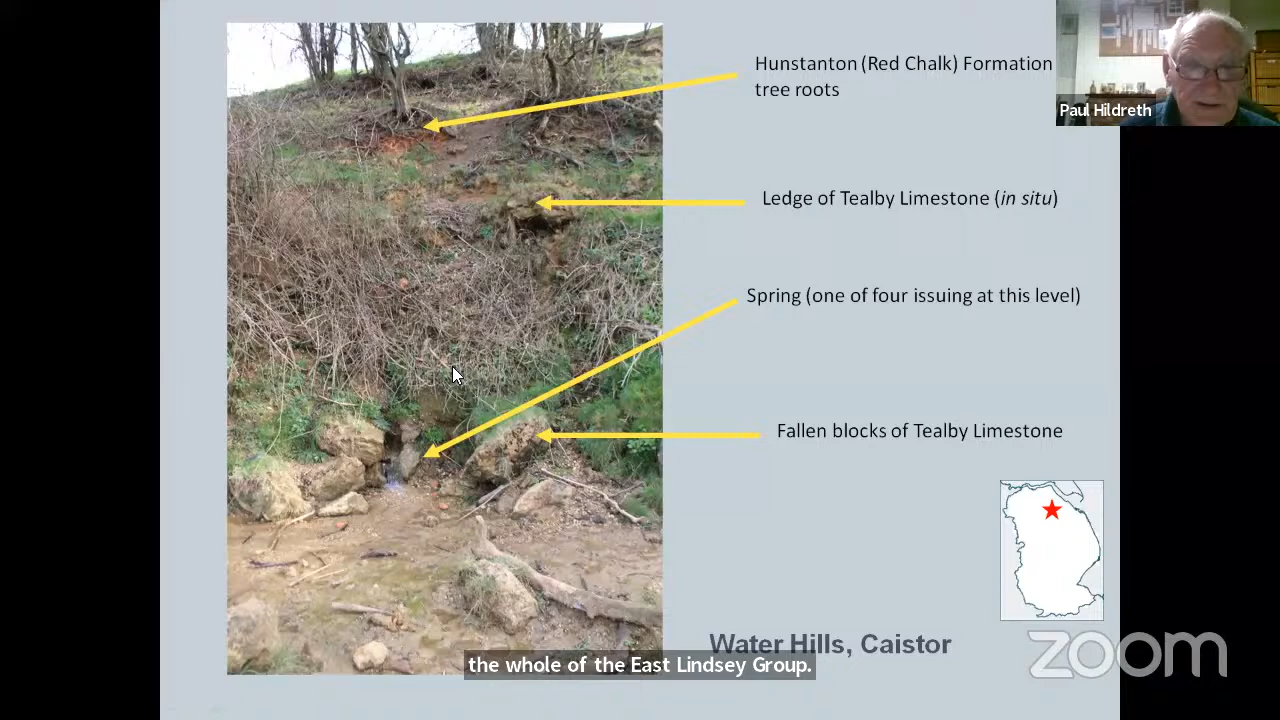 Hunstanton (Red Chalk) Formation
tree roots
Paul Hildreth
Ledge of Tealby Limestone (in situ)
Spring (one of four issuing at this level)
Fallen blocks of Tealby Limestone
Water Hills, Caistor
the whole of the East Lindsey Group.
zoom